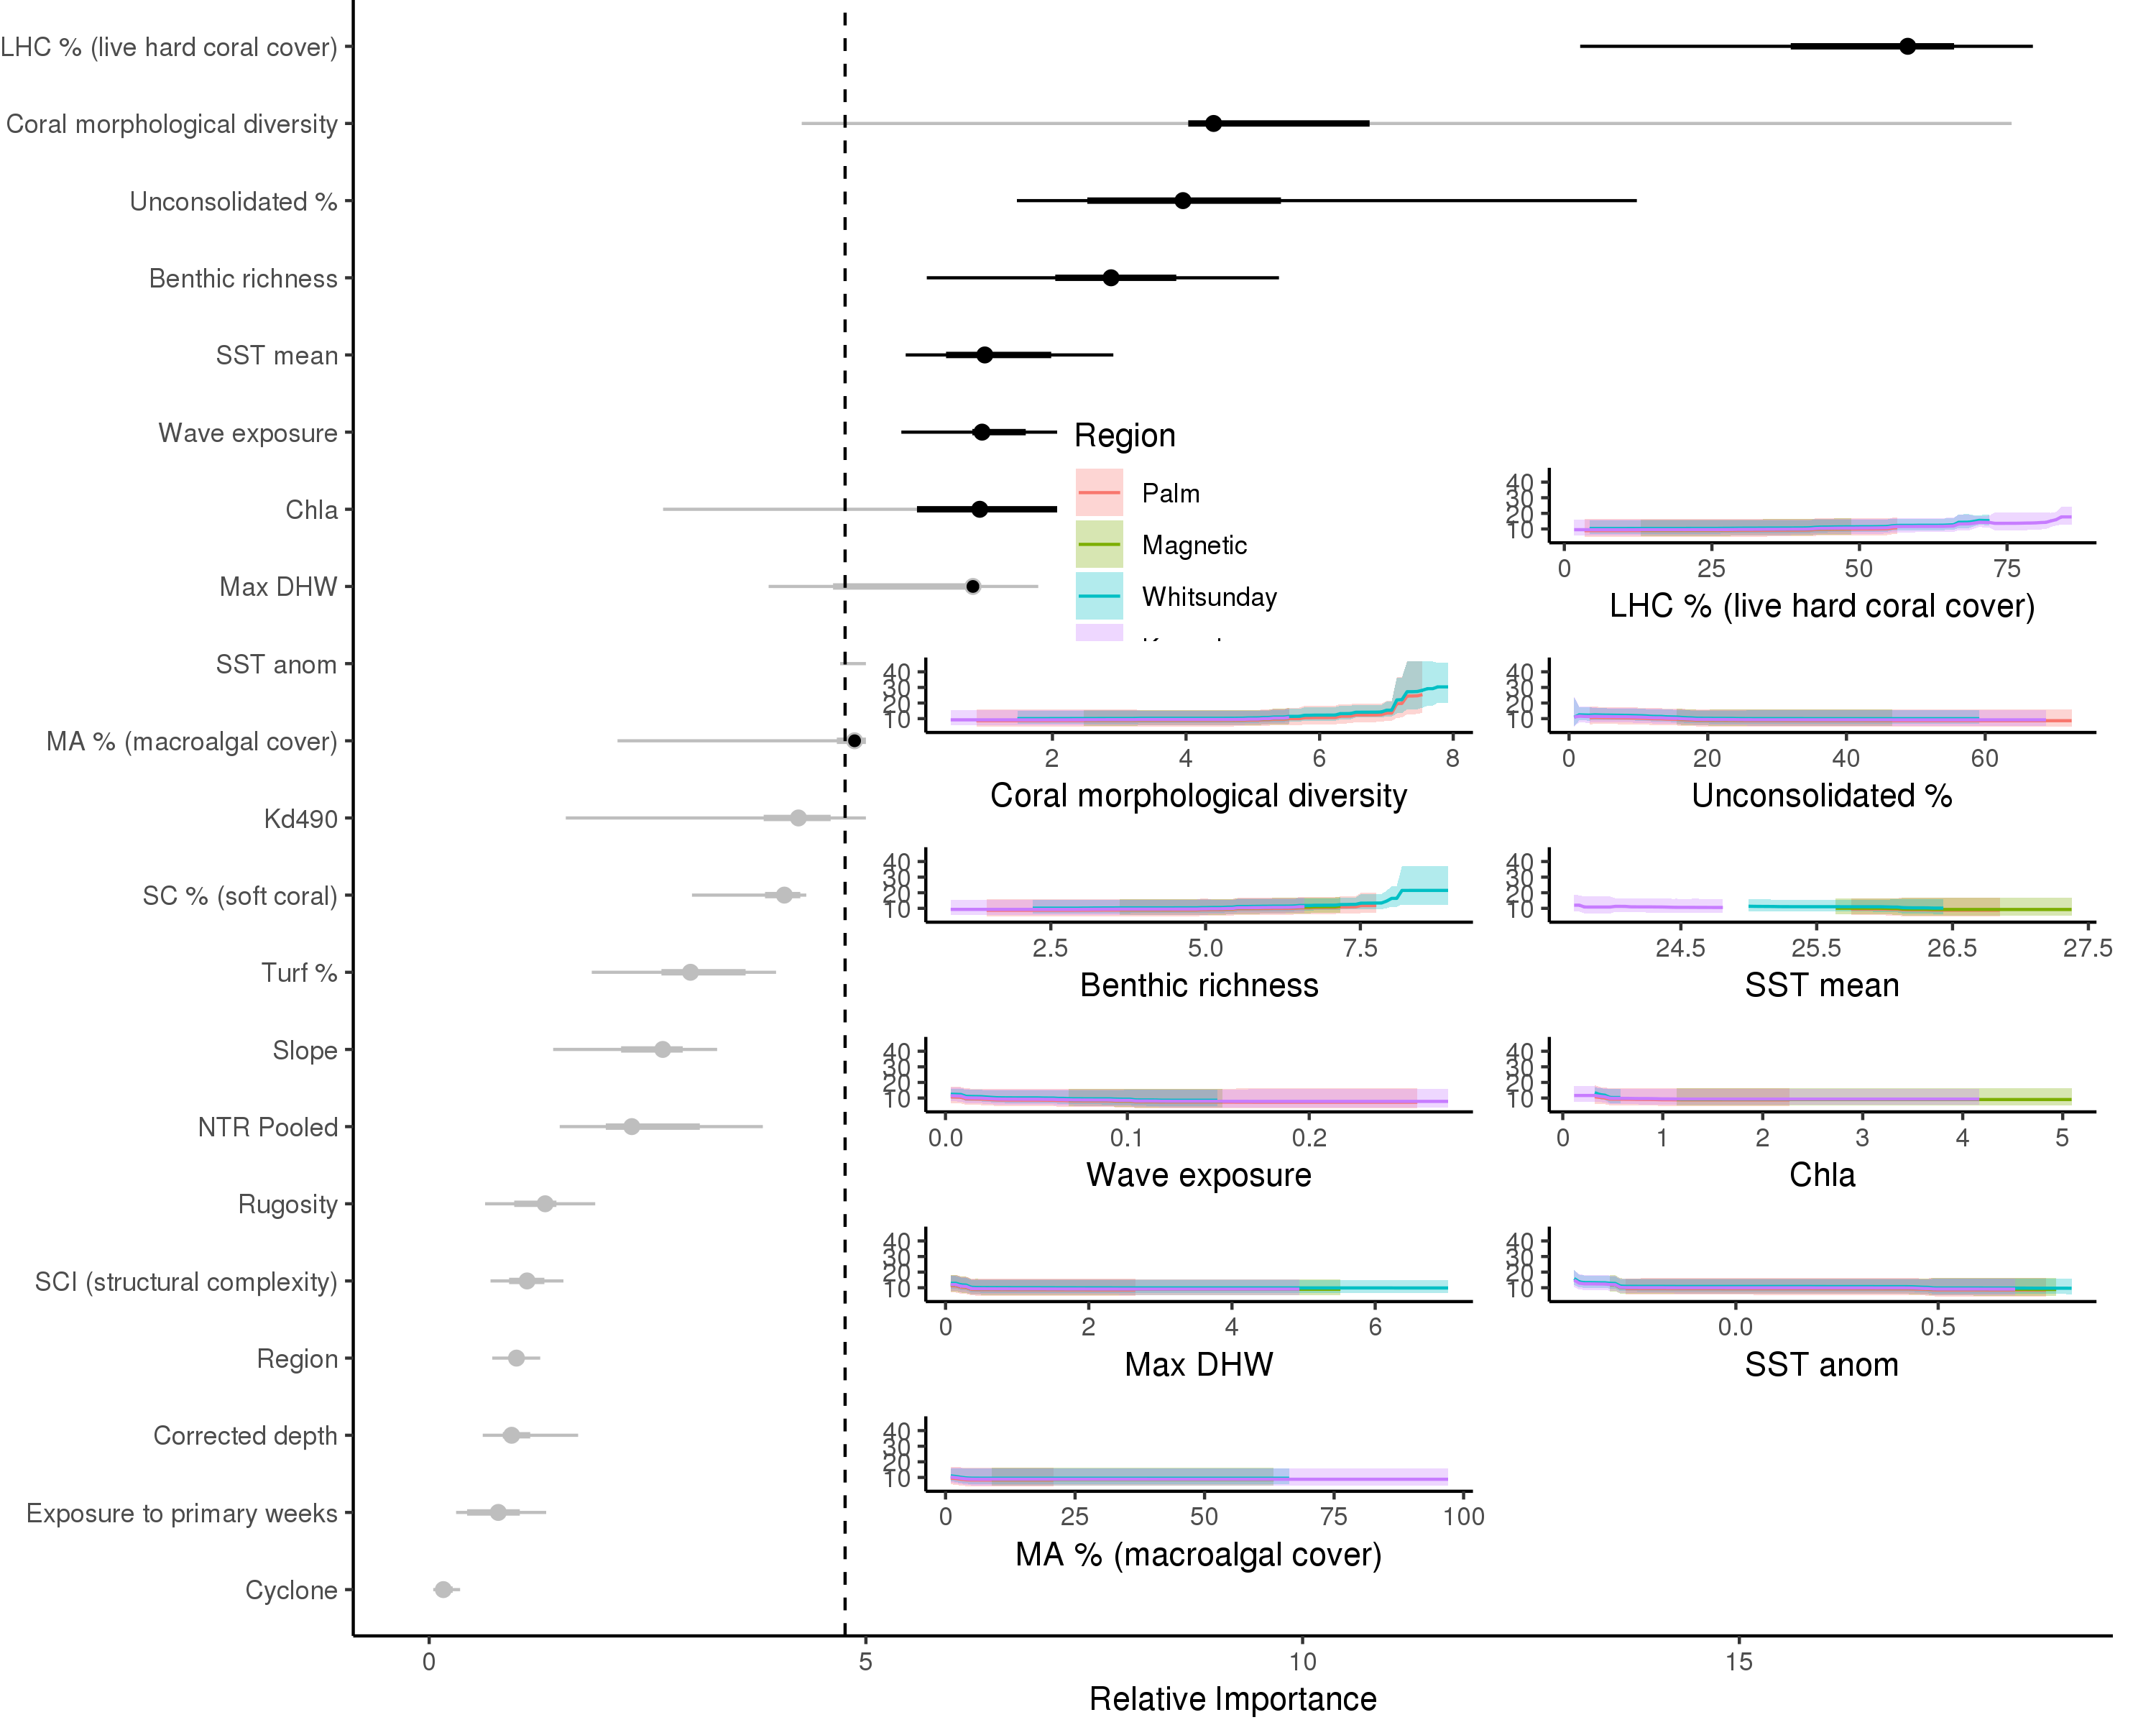 LHC % (live hard coral cover)
Coral morphological diversity
Unconsolidated %
Benthic richness
SST mean
Wave exposure
Chla
Max DHW
SST anom
MA % (macroalgal cover)
Kd490
SC % (soft coral)
Turf %
Slope
NTR Pooled
Rugosity
SCI (structural complexity)
Region
Corrected depth
Exposure to primary weeks
Cyclone
0 5 10 15
Relative Importance
Region
Palm
Magnetic
Whitsunday
40
30
20
10
0 25 50 75
LHC % (live hard coral cover)
40
30
20
10
2 4 6 8
Coral morphological diversity
40
30
20
10
0 20 40 60
Unconsolidated %
40
30
20
10
2.5 5.0 7.5
Benthic richness
40
30
20
10
24.5 25.5 26.5 27.5
SST mean
40
30
20
10
0.0 0.1 0.2
Wave exposure
40
30
20
10
0 1 2 3 4 5
Chla
40
30
20
10
0 2 4 6
Max DHW
40
30
20
10
0.0 0.5
SST anom
40
30
20
10
0 25 50 75 100
MA % (macroalgal cover)